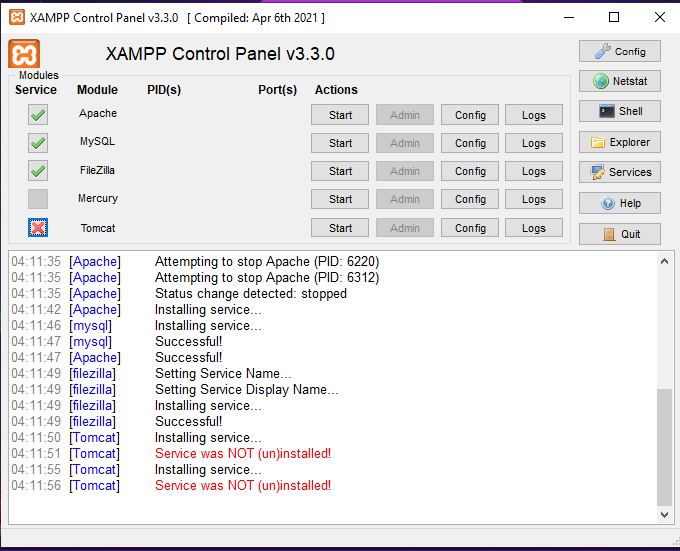 XAMPP Control Panel v3.3.0 [ Compiled: Apr 6th 2021 ]
XAMPP Control Panel v3.3.0
Config
Modules
Service Module PID(s) Port(s) Actions
Netstat
Apache Start Admin Config Logs
Shell
MySQL Start Admin Config Logs
Explorer
FileZilla Start Admin Config Logs
Services
Mercury Start Admin Config Logs
Help
Tomcat Start Admin Config Logs
Quit
04:11:35 [Apache] Attempting to stop Apache (PID: 6220)
04:11:35 [Apache] Attempting to stop Apache (PID: 6312)
04:11:35 [Apache] Status change detected: stopped
04:11:42 [Apache] Installing service...
04:11:46 [mysql] Installing service...
04:11:47 [mysql] Successful!
04:11:47 [Apache] Successful!
04:11:49 [filezilla] Setting Service Name...
04:11:49 [filezilla] Setting Service Display Name...
04:11:49 [filezilla] Installing service...
04:11:49 [filezilla] Successful!
04:11:50 [Tomcat] Installing service...
04:11:51 [Tomcat] Service was NOT (un)installed!
04:11:55 [Tomcat] Installing service...
04:11:56 [Tomcat] Service was NOT (un)installed!